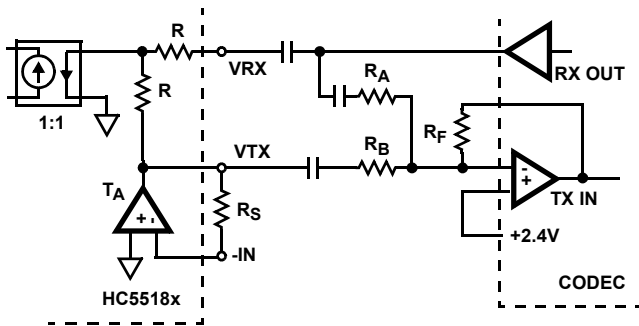 R
VRX
RX OUT
R
RA
1:1
RB
RF
VTX
TA
- +
TX IN
RS
+ -
-IN
+2.4V
HC5518x
CODEC